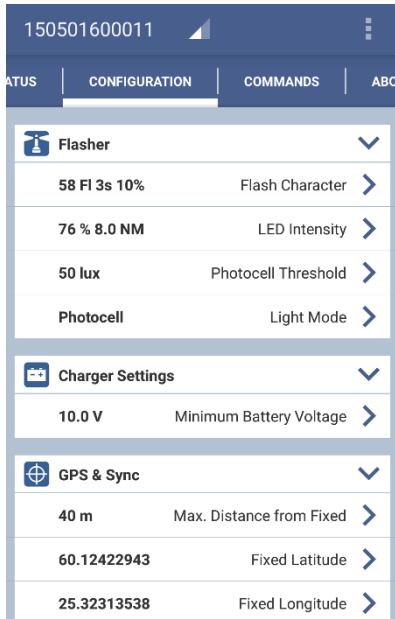 150501600011
ATUS CONFIGURATION COMMANDS ABO
Flasher
58 Fl 3s 10% Flash Character
76 % 8.0 NM LED Intensity
50 lux Photocell Threshold
Photocell Light Mode
Charger Settings
10.0 V Minimum Battery Voltage
GPS & Sync
40 m Max. Distance from Fixed
60.12422943 Fixed Latitude
25.32313538 Fixed Longitude